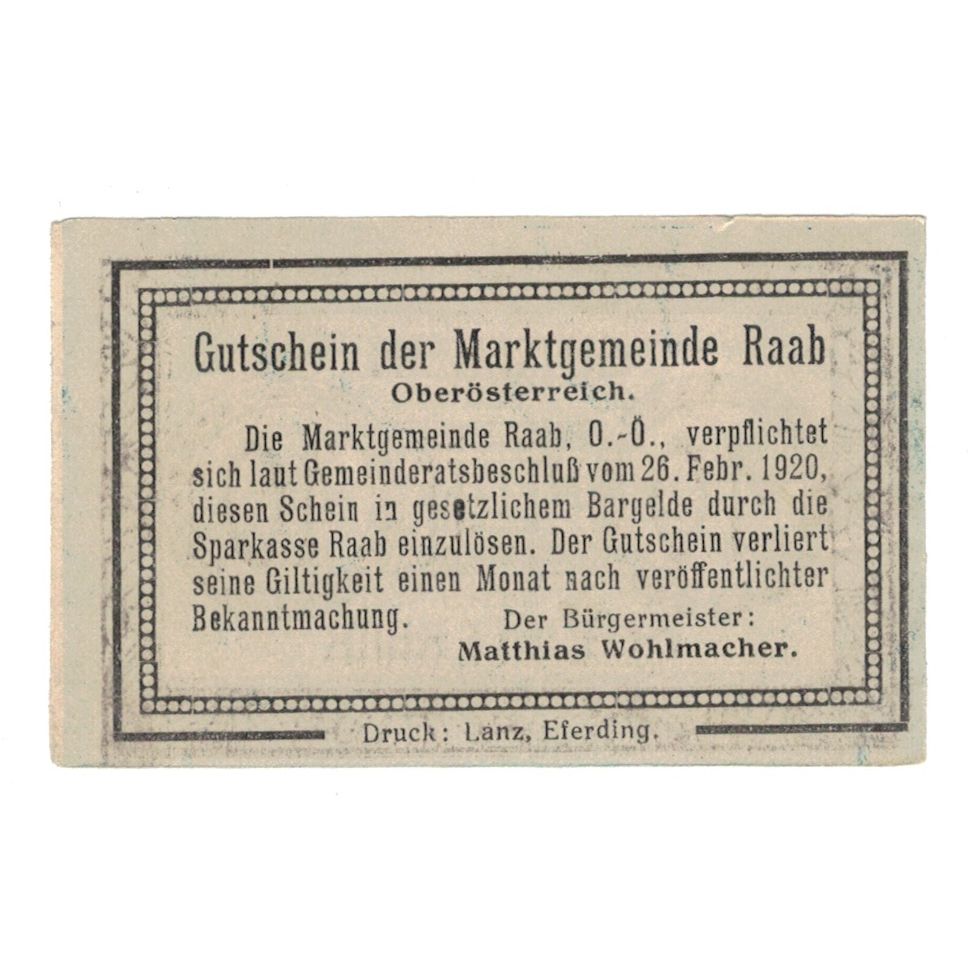 Gutschein der Marktgemeinde Raab
Oberösterreich.
Die Marktgemeinde Raab, O.-Ö., verpflichtet
sich laut Gemeinderatsbeschluß vom 26. Febr. 1920,
diesen Schein in gesetzlichem Bargelde durch die
Sparkasse Raab einzulösen. Der Gutschein verliert
seine Giltigkeit einen Monat nach veröffentlichter
Bekanntmachung. Der Bürgermeister:
Matthias Wohlmacher.
Druck: Lanz, Eferding.